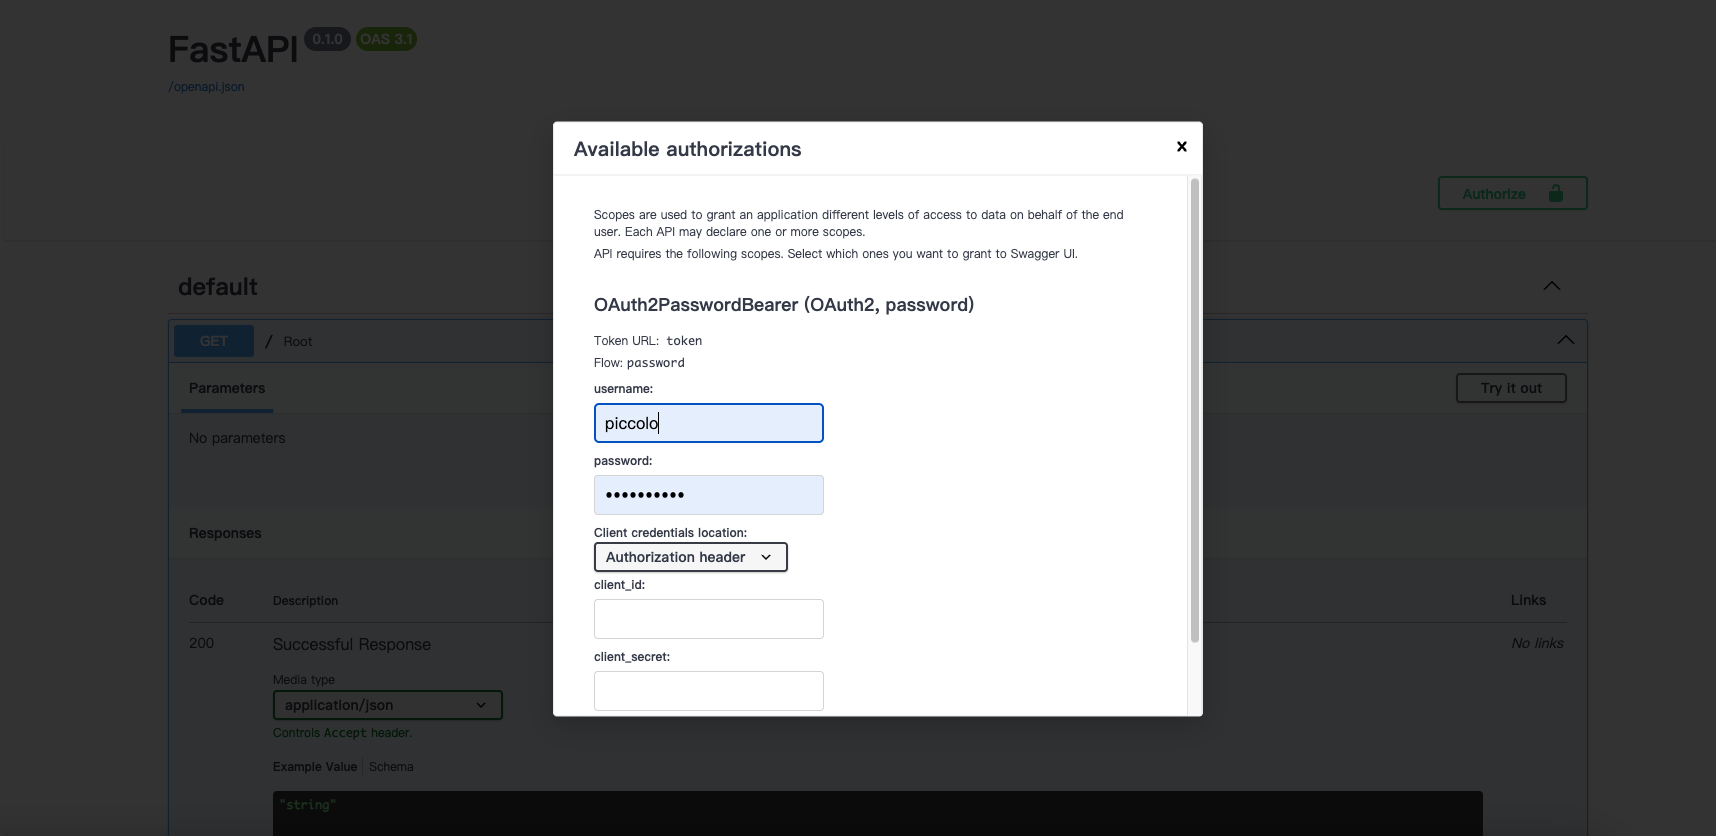 FastAPI 0.1.0 OAS 3.1
/openapi.json
Authorize
default
GET / Root
Parameters
Try it out
No parameters
Responses
Code Description Links
200 Successful Response No links
Media type
application/json
Controls Accept header.
Example Value Schema
"string"
Available authorizations
Scopes are used to grant an application different levels of access to data on behalf of the end
user. Each API may declare one or more scopes.
API requires the following scopes. Select which ones you want to grant to Swagger UI.
OAuth2PasswordBearer (OAuth2, password)
Token URL: token
Flow: password
username:
piccolo
password:
••••••••••
Client credentials location:
Authorization header
client_id:
client_secret: